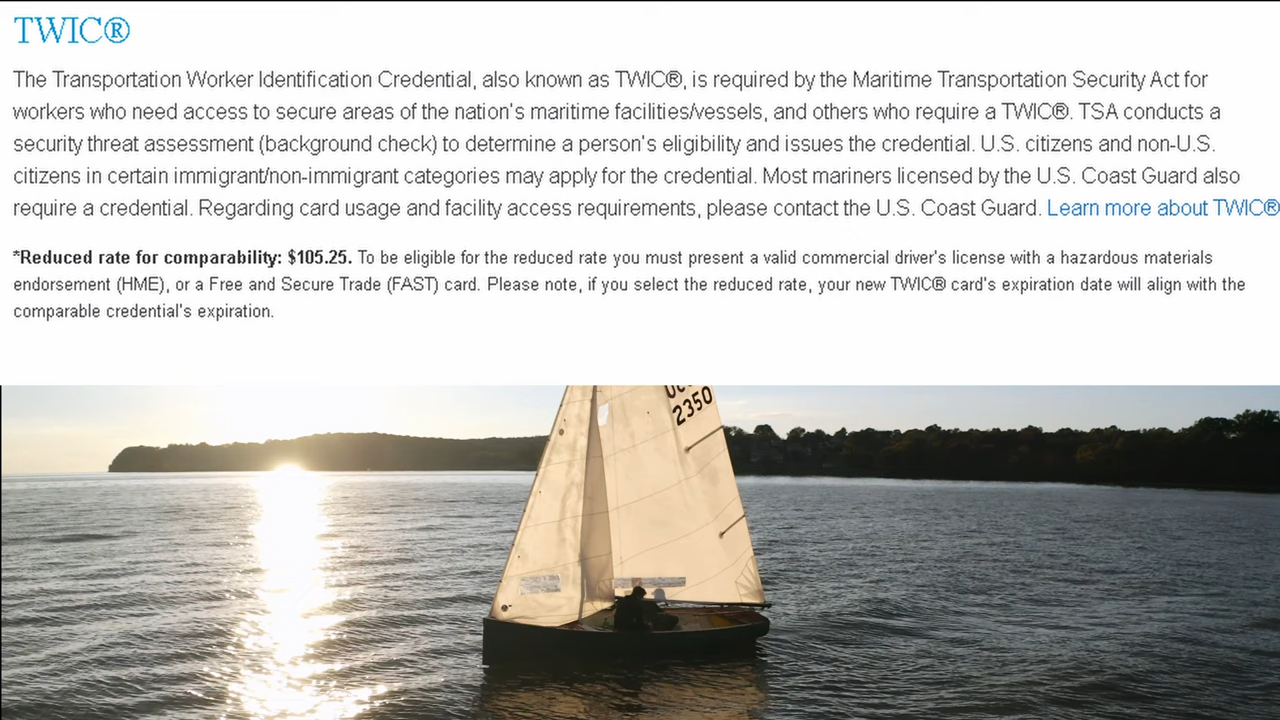 TWIC®
The Transportation Worker Identification Credential, also known as TWIC®, is required by the Maritime Transportation Security Act for
workers who need access to secure areas of the nation's maritime facilities/vessels, and others who require a TWIC®. TSA conducts a
security threat assessment (background check) to determine a person's eligibility and issues the credential. U.S. citizens and non-U.S.
citizens in certain immigrant/non-immigrant categories may apply for the credential. Most mariners licensed by the U.S. Coast Guard also
require a credential. Regarding card usage and facility access requirements, please contact the U.S. Coast Guard. Learn more about TWIC®
*Reduced rate for comparability: $105.25. To be eligible for the reduced rate you must present a valid commercial driver's license with a hazardous materials
endorsement (HME), or a Free and Secure Trade (FAST) card. Please note, if you select the reduced rate, your new TWIC® card's expiration date will align with the
comparable credential's expiration.
2350